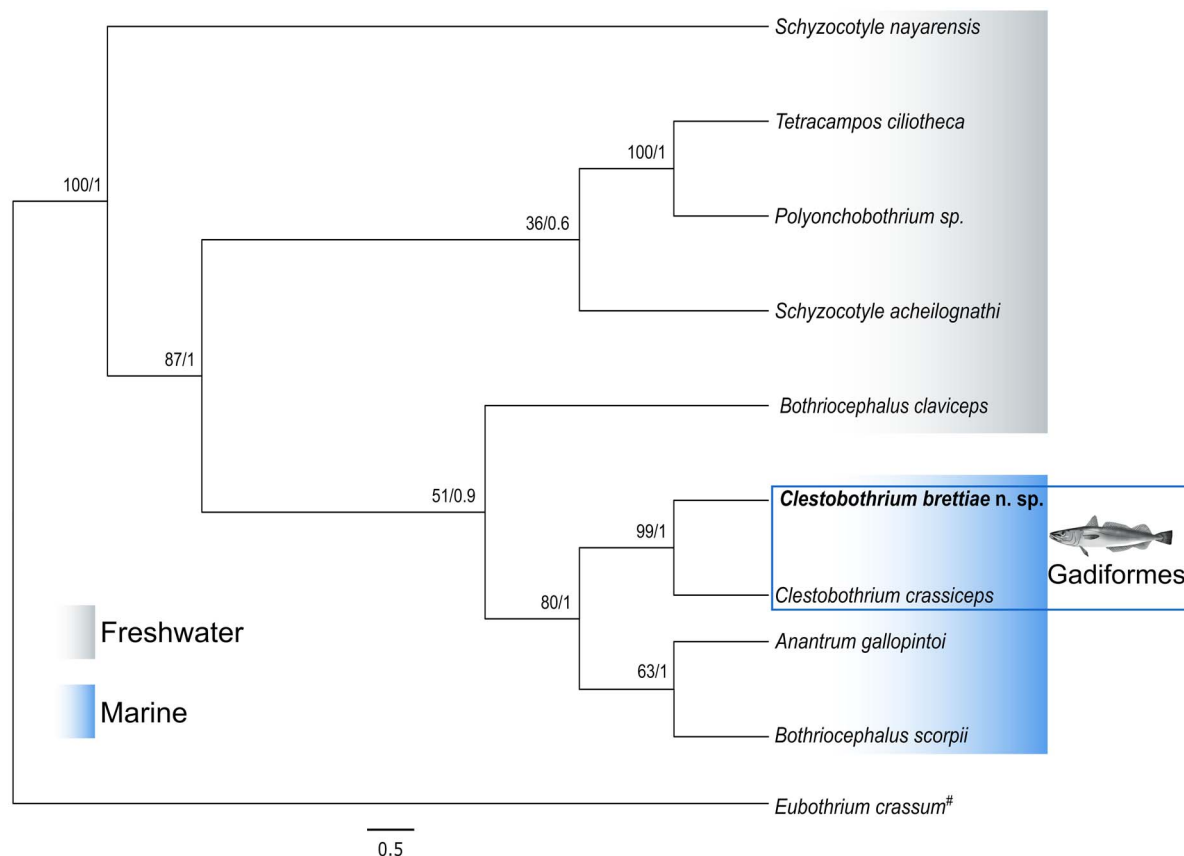 Schyzocotyle nayarensis
Tetracampos ciliotheca
100/1
Polyonchobothrium sp.
100/1
36/0.6
Schyzocotyle acheilognathi
87/1
Bothriocephalus claviceps
51/0.9
Clestobothrium brettiae n. sp.
99/1
Gadiformes
Clestobothrium crassiceps
80/1
Freshwater
Anantrum gallopintoi
63/1
Marine
Bothriocephalus scorpii
Eubothrium crassum#
0.5